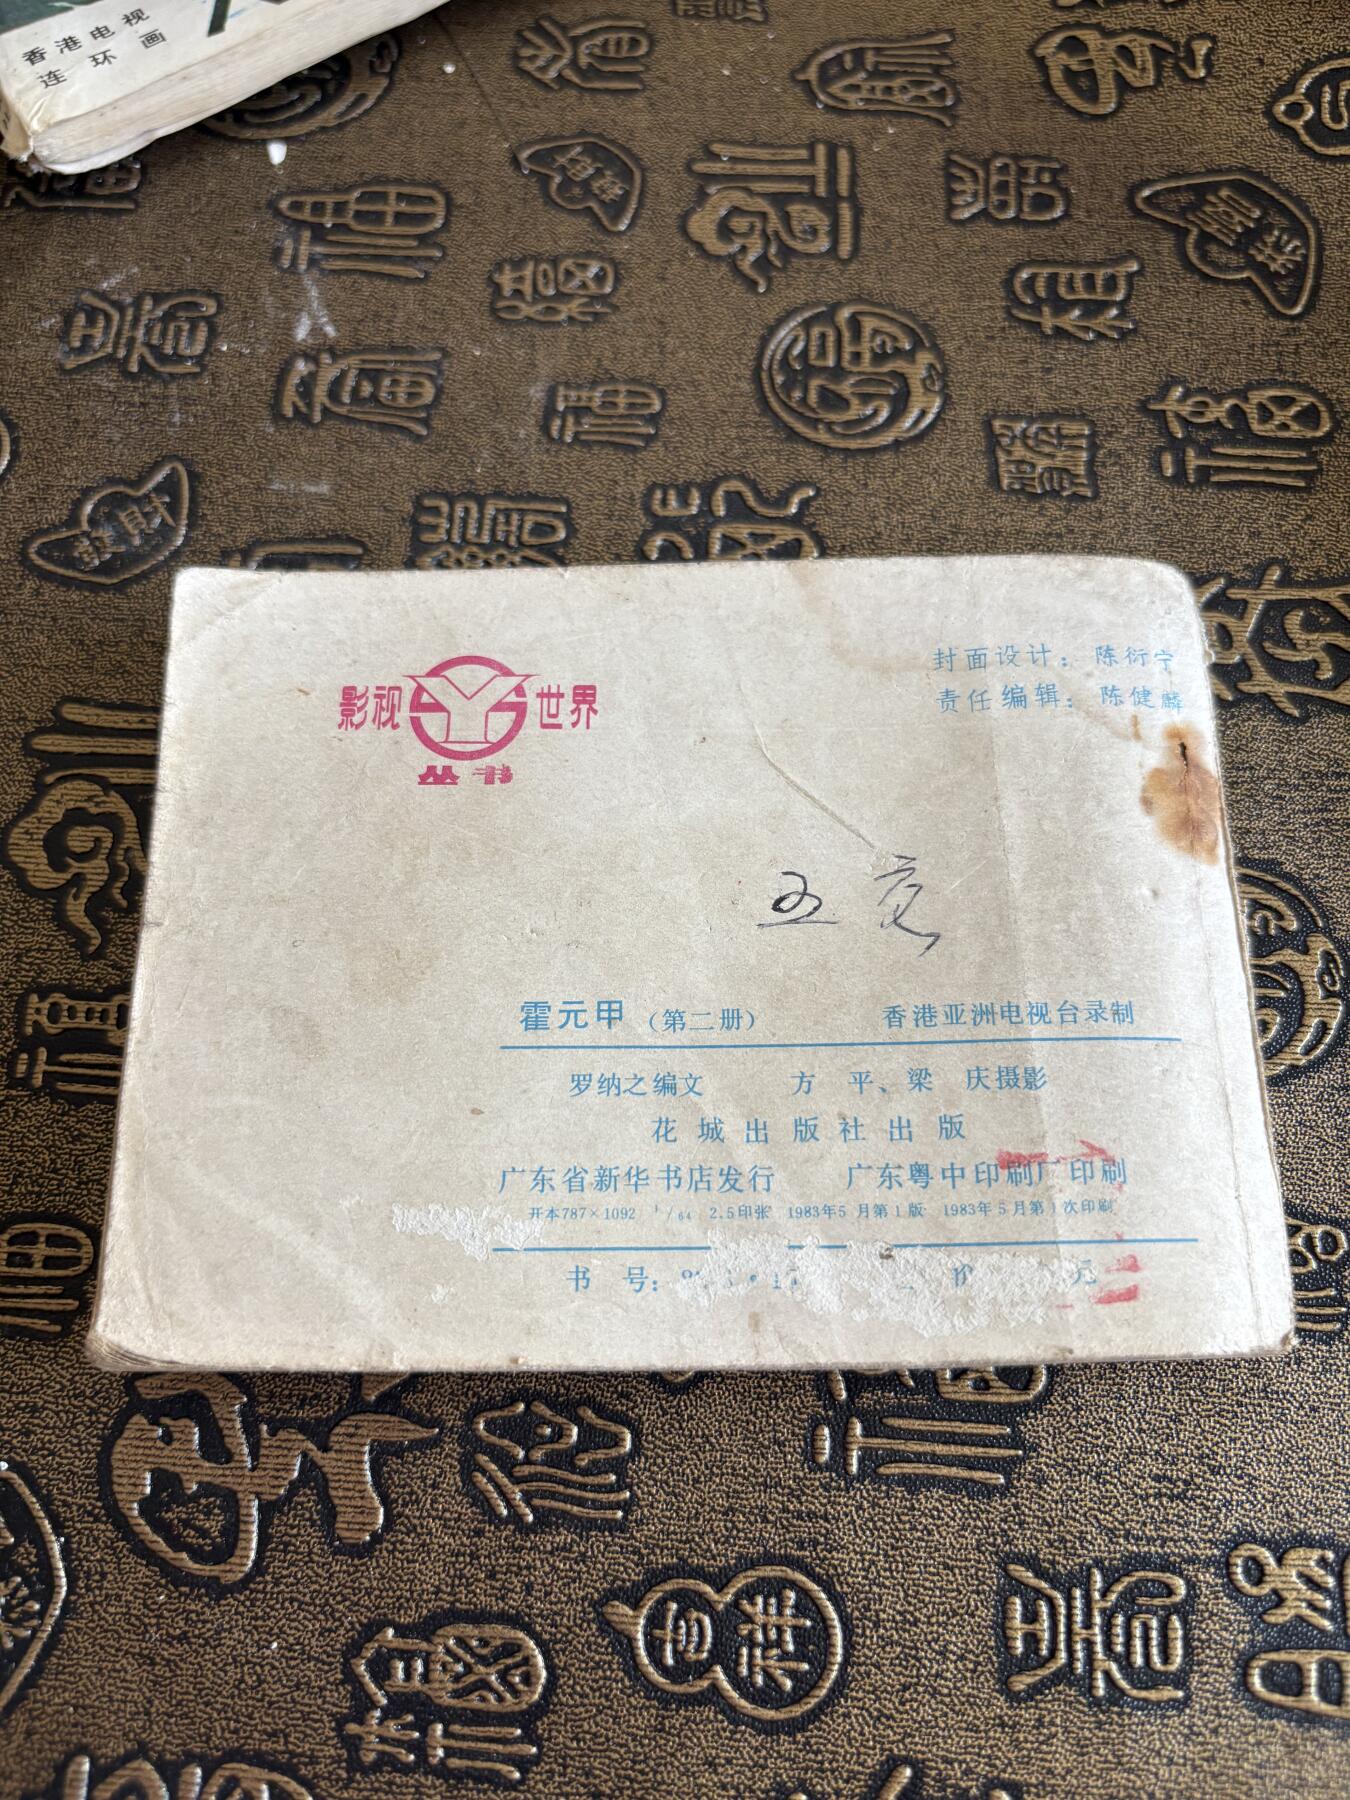 香港电视
连环画
影视世界
丛书
封面设计：陈衍宁
责任编辑：陈健麟
霍元甲（第二册） 香港亚洲电视台录制
罗纳之编文 方 平、梁 庆摄影
花城出版社出版
广东省新华书店发行 广东粤中印刷厂印刷
开本787×1092 1/64 2.5印张 1983年5月第1版 1983年5月第1次印刷
书 号： 价 元